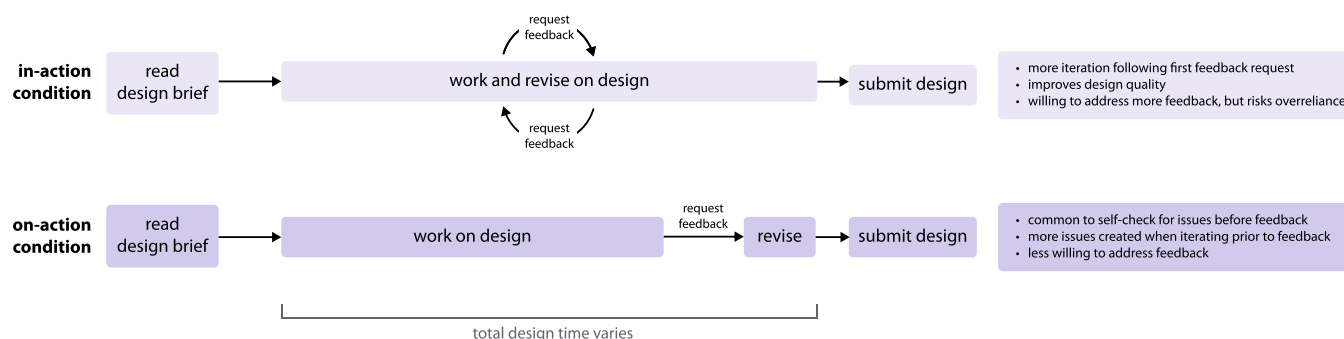 request
feedback
in-action
condition
read
design brief
work and revise on design
submit design
• more iteration following first feedback request
• improves design quality
• willing to address more feedback, but risks overreliance
request
feedback
on-action
condition
read
design brief
work on design
request
feedback
revise
submit design
• common to self-check for issues before feedback
• more issues created when iterating prior to feedback
• less willing to address feedback
total design time varies